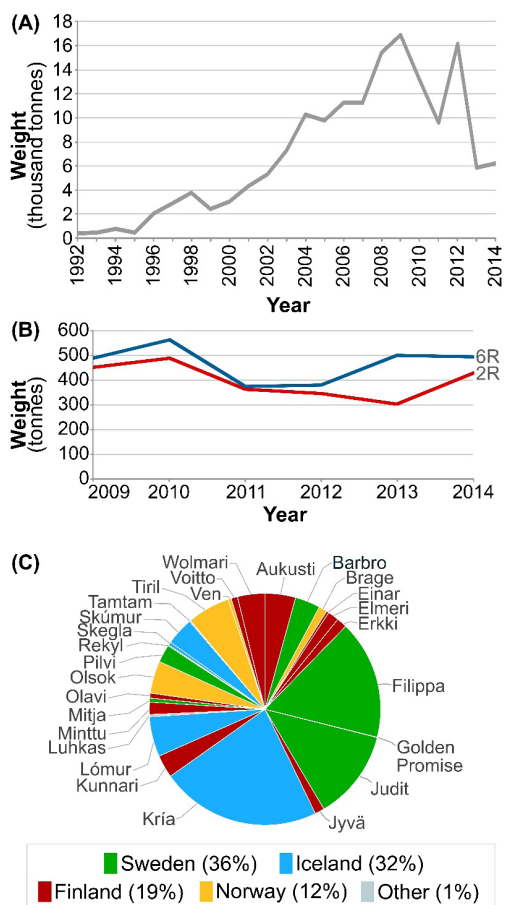 (A)
18
16
14
12
10
8
6
4
2
0
Weight
(thousand tonnes)
1992
1994
1996
1998
2000
2002
2004
2006
2008
2010
2012
2014
Year
(B)
600
500
400
300
200
100
0
Weight
(tonnes)
6R
2R
2009
2010
2011
2012
2013
2014
Year
(C)
Wolmari
Voitto
Ven
Tiril
Tamtam
Skúmur
Skegla
Rekyl
Pilvi
Olsok
Olavi
Mitja
Minttu
Luhkas
Lómur
Kunnari
Kría
Aukusti
Barbro
Brage
Einar
Elmeri
Erkki
Filippa
Golden
Promise
Judit
Jyvä
Sweden (36%)
Iceland (32%)
Finland (19%)
Norway (12%)
Other (1%)